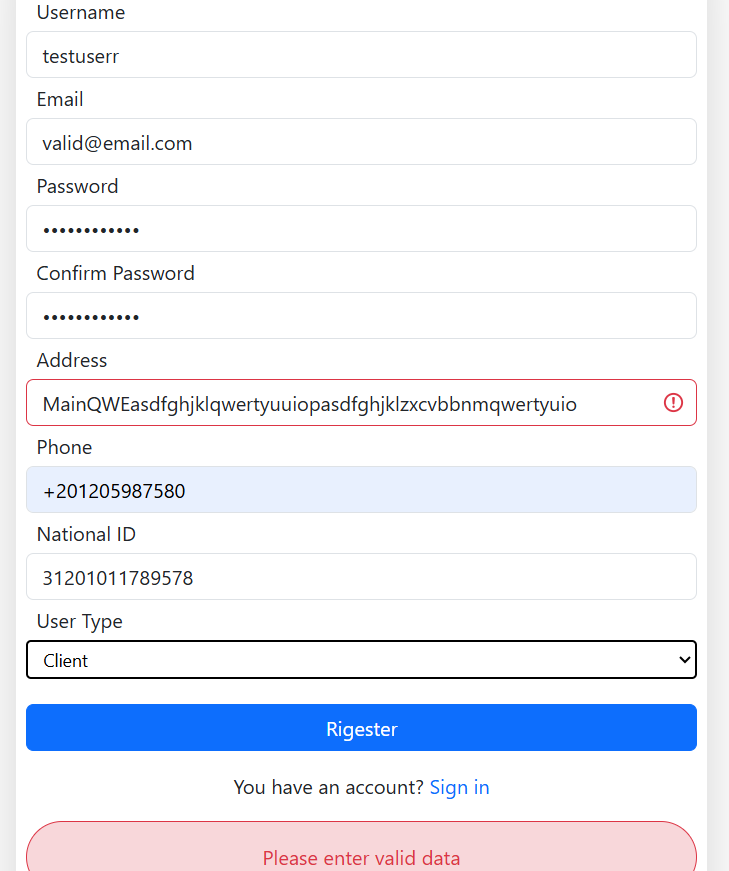 Username
testuserr
Email
valid@email.com
Password
••••••••••••
Confirm Password
••••••••••••
Address
MainQWEasdfghjklqwertyuuiopasdfghjklzxcvbbnmqwertyuio
Phone
+201205987580
National ID
31201011789578
User Type
Client
Rigester
You have an account? Sign in
Please enter valid data